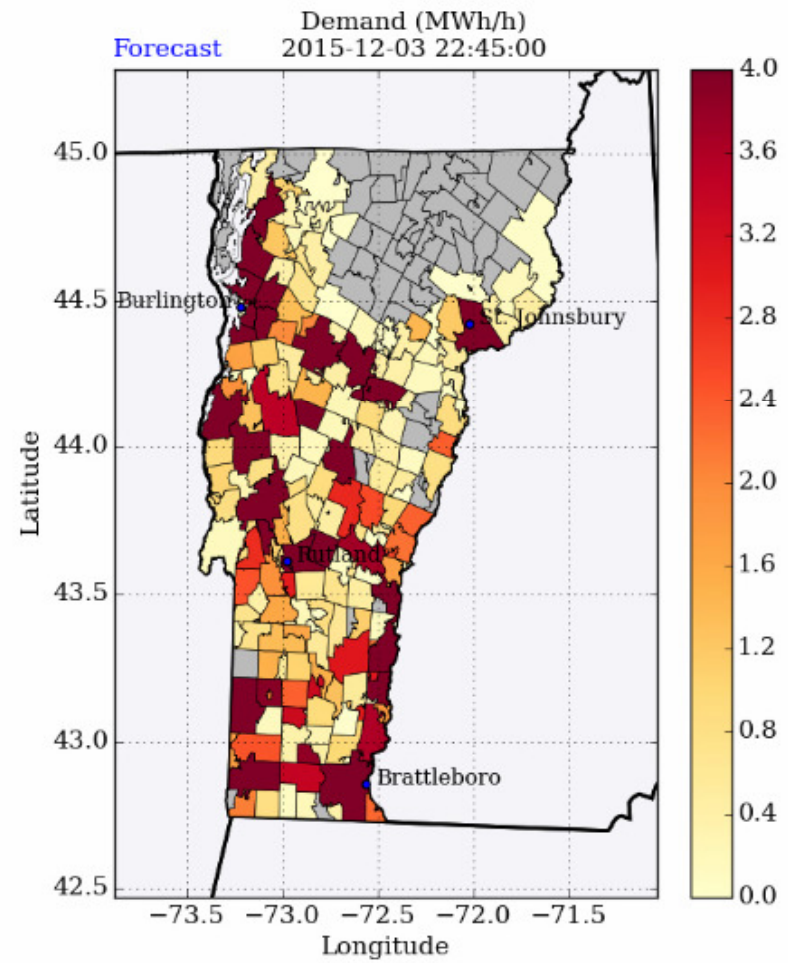 Demand (MWh/h)
Forecast 2015-12-03 22:45:00
45.0
44.5
44.0
43.5
43.0
42.5
Latitude
Burlington
St. Johnsbury
Rutland
Brattleboro
−73.5 −73.0 −72.5 −72.0 −71.5
Longitude
4.0
3.6
3.2
2.8
2.4
2.0
1.6
1.2
0.8
0.4
0.0